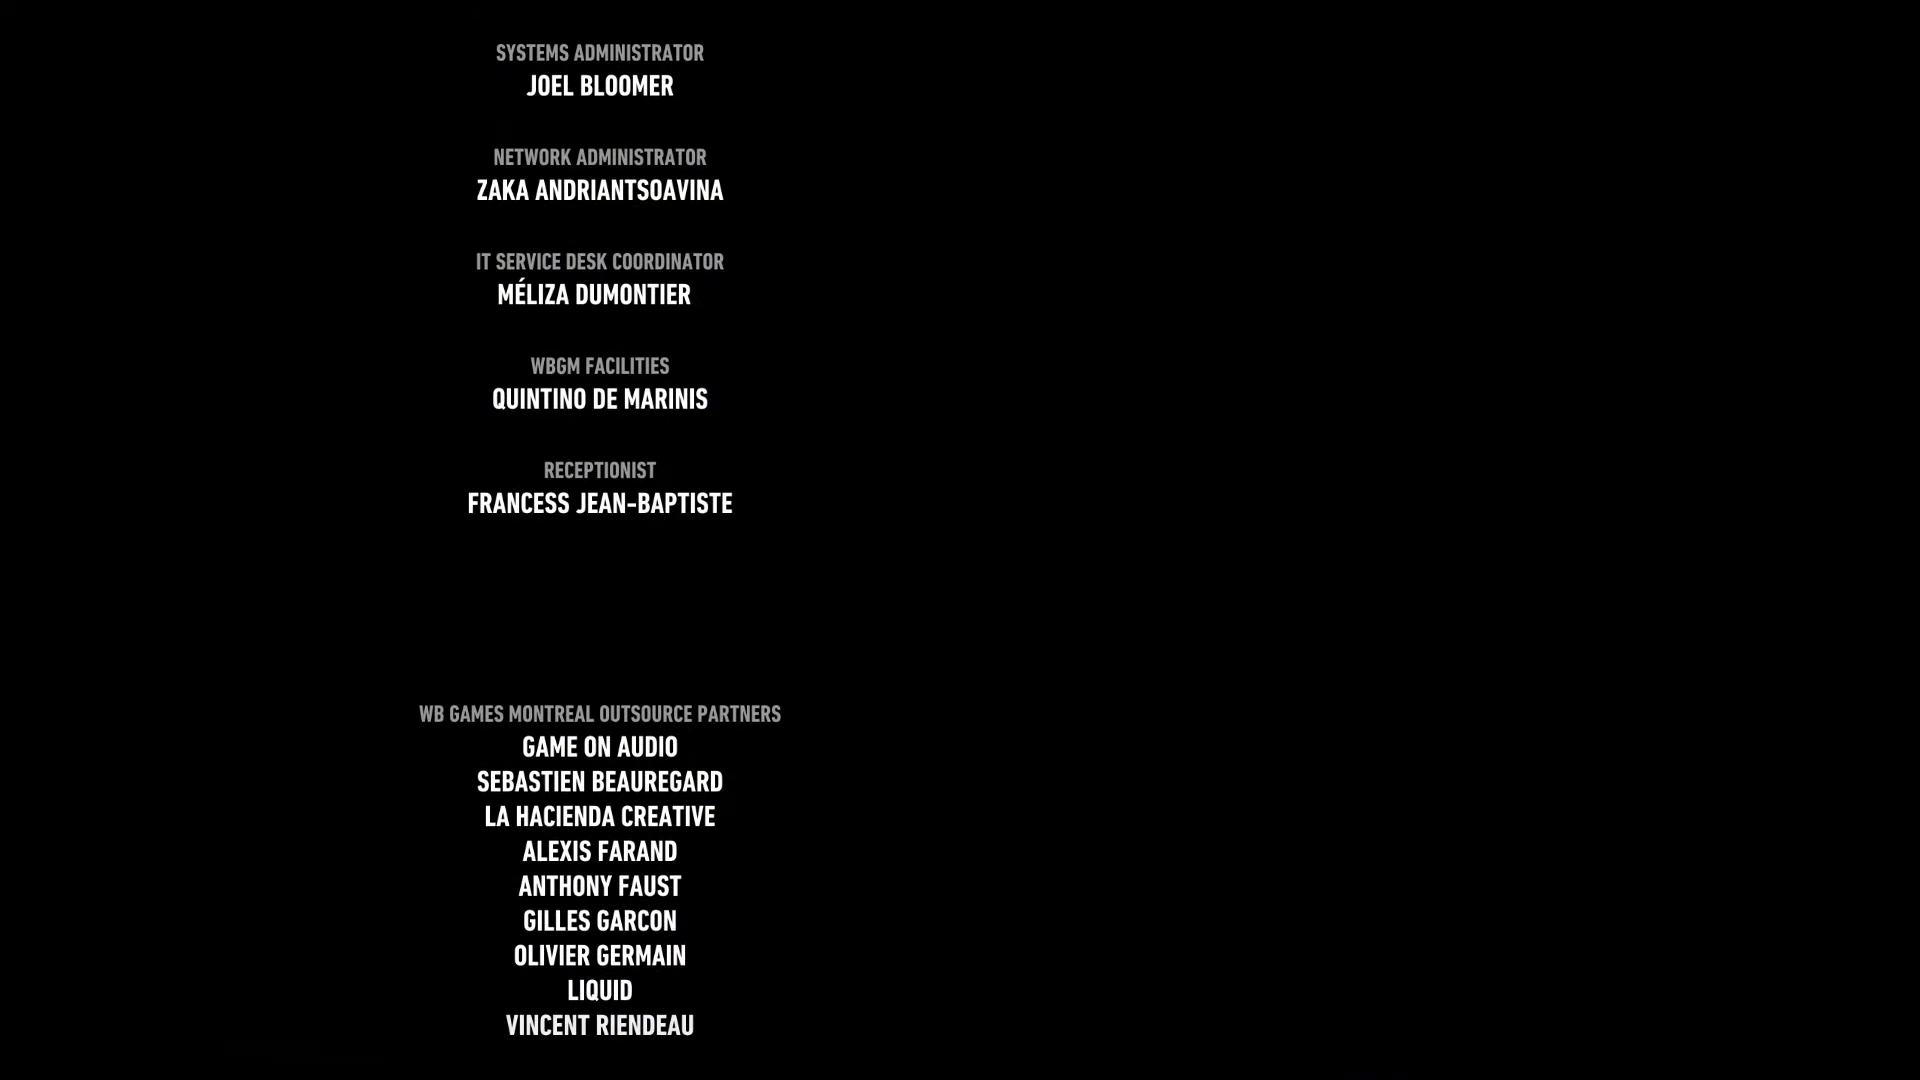 SYSTEMS ADMINISTRATOR
JOEL BLOOMER
NETWORK ADMINISTRATOR
ZAKA ANDRIANTSOAVINA
IT SERVICE DESK COORDINATOR
MÉLIZA DUMONTIER
WBGM FACILITIES
QUINTINO DE MARINIS
RECEPTIONIST
FRANCESS JEAN-BAPTISTE
WB GAMES MONTREAL OUTSOURCE PARTNERS
GAME ON AUDIO
SEBASTIEN BEAUREGARD
LA HACIENDA CREATIVE
ALEXIS FARAND
ANTHONY FAUST
GILLES GARCON
OLIVIER GERMAIN
LIQUID
VINCENT RIENDEAU